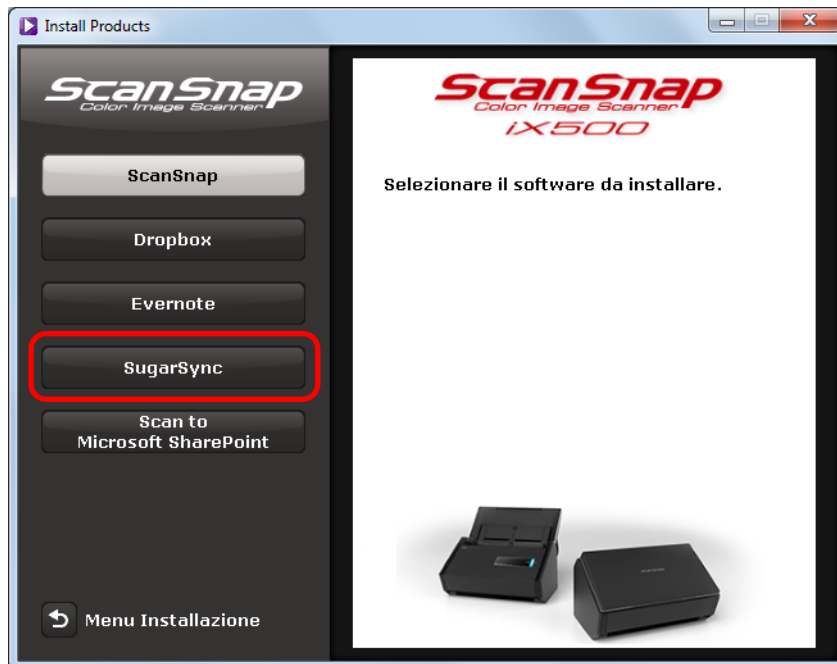 Install Products
ScanSnap
Color Image Scanner
ScanSnap
Dropbox
Evernote
SugarSync
Scan to
Microsoft SharePoint
Menu Installazione
ScanSnap
Color Image Scanner
iX500
Selezionare il software da installare.